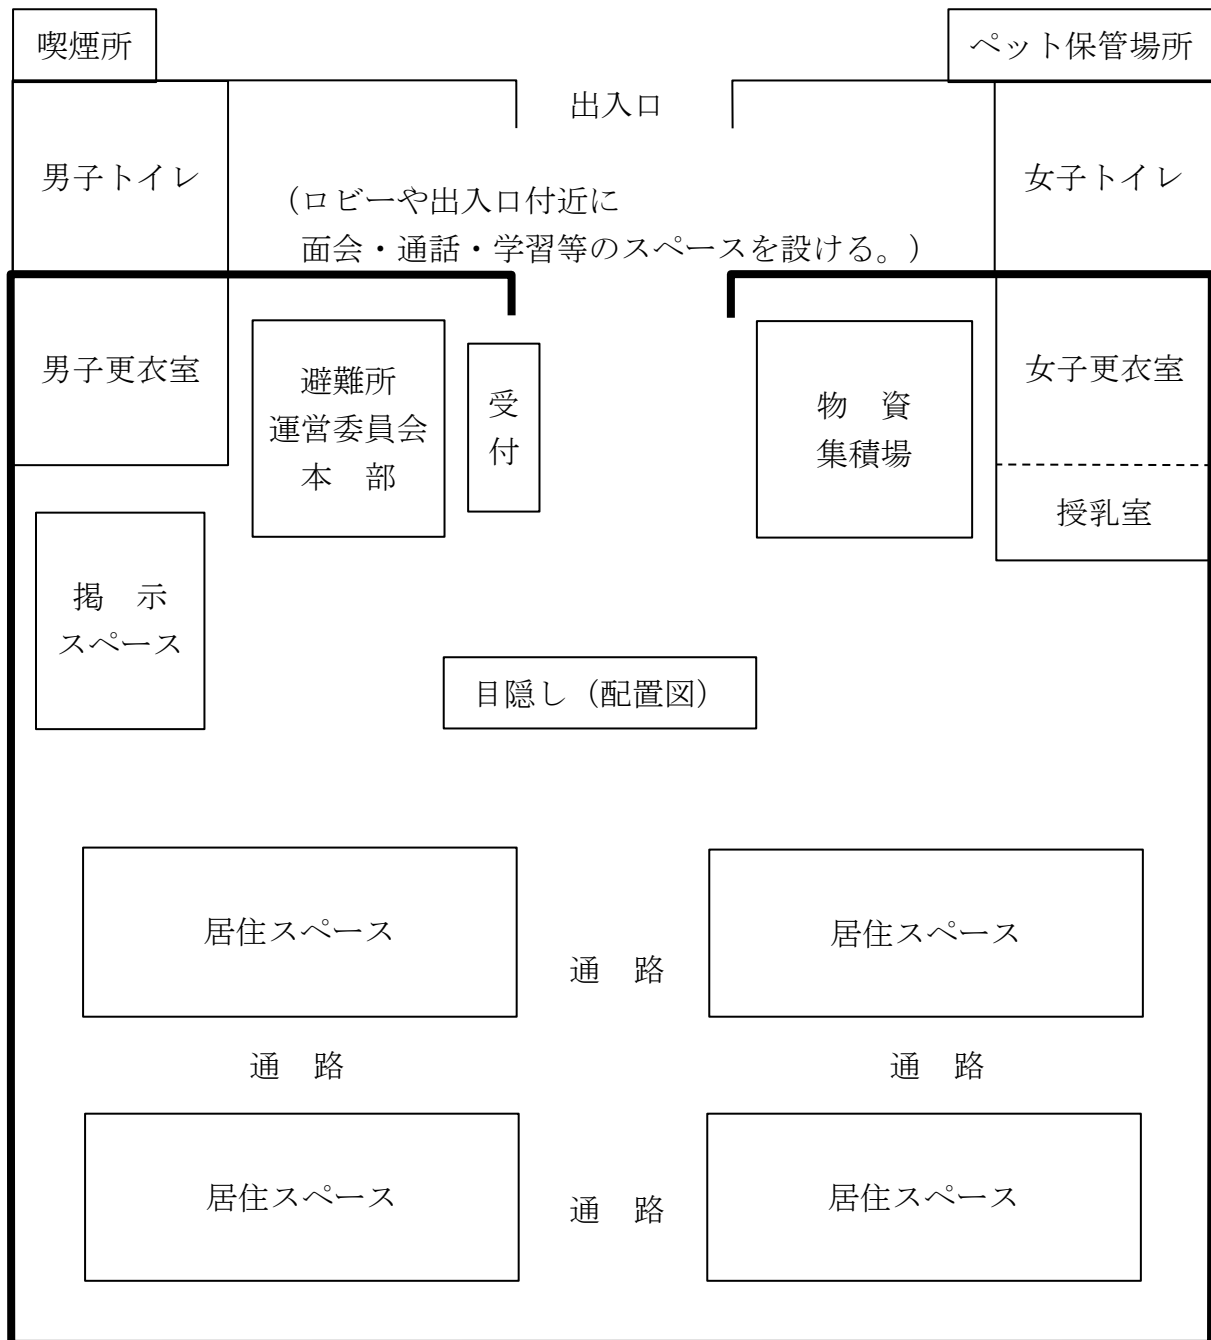 喫煙所
ペット保管場所
出入口
男子トイレ
女子トイレ
（ロビーや出入口付近に
面会・通話・学習等のスペースを設ける。）
男子更衣室
避難所
運営委員会
本　部
受
付
物　資
集積場
女子更衣室
授乳室
掲　示
スペース
目隠し（配置図）
居住スペース
居住スペース
通　路
通　路
通　路
居住スペース
居住スペース
通　路